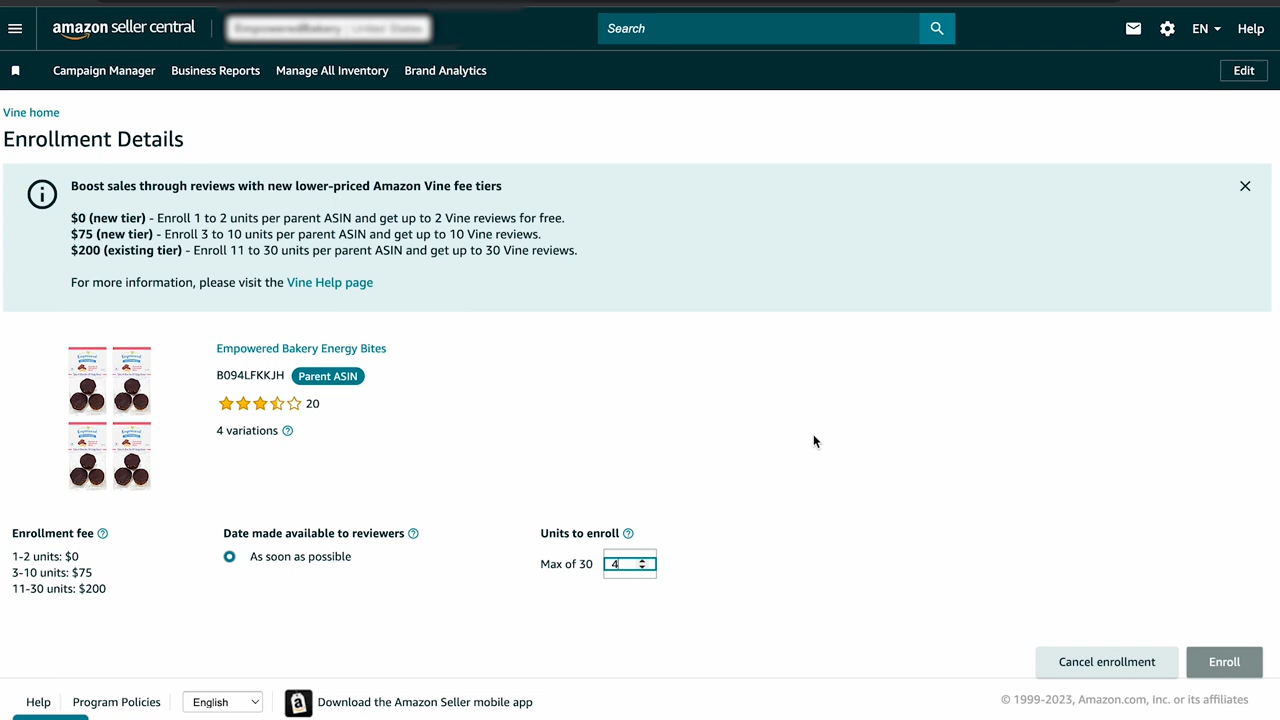 amazon seller central
Search
EN
Help
Campaign Manager
Business Reports
Manage All Inventory
Brand Analytics
Edit
Vine home
Enrollment Details
Boost sales through reviews with new lower-priced Amazon Vine fee tiers
$0 (new tier) - Enroll 1 to 2 units per parent ASIN and get up to 2 Vine reviews for free.
$75 (new tier) - Enroll 3 to 10 units per parent ASIN and get up to 10 Vine reviews.
$200 (existing tier) - Enroll 11 to 30 units per parent ASIN and get up to 30 Vine reviews.
For more information, please visit the Vine Help page
Empowered Bakery Energy Bites
B094LFKKJH Parent ASIN
20
4 variations
Enrollment fee
1-2 units: $0
3-10 units: $75
11-30 units: $200
Date made available to reviewers
As soon as possible
Units to enroll
Max of 30 4
Cancel enrollment
Enroll
Help
Program Policies
English
Download the Amazon Seller mobile app
© 1999-2023, Amazon.com, Inc. or its affiliates